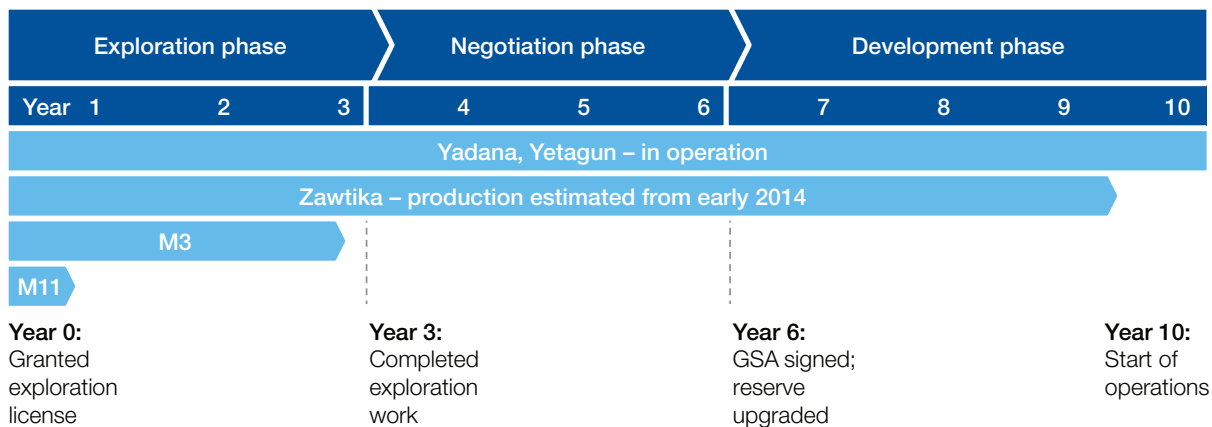 Exploration phase Negotiation phase Development phase
Year 1 2 3 4 5 6 7 8 9 10
Yadana, Yetagun – in operation
Zawtika – production estimated from early 2014
M3
M11
Year 0:
Granted
exploration
license
Year 3:
Completed
exploration
work
Year 6:
GSA signed;
reserve
upgraded
Year 10:
Start of
operations